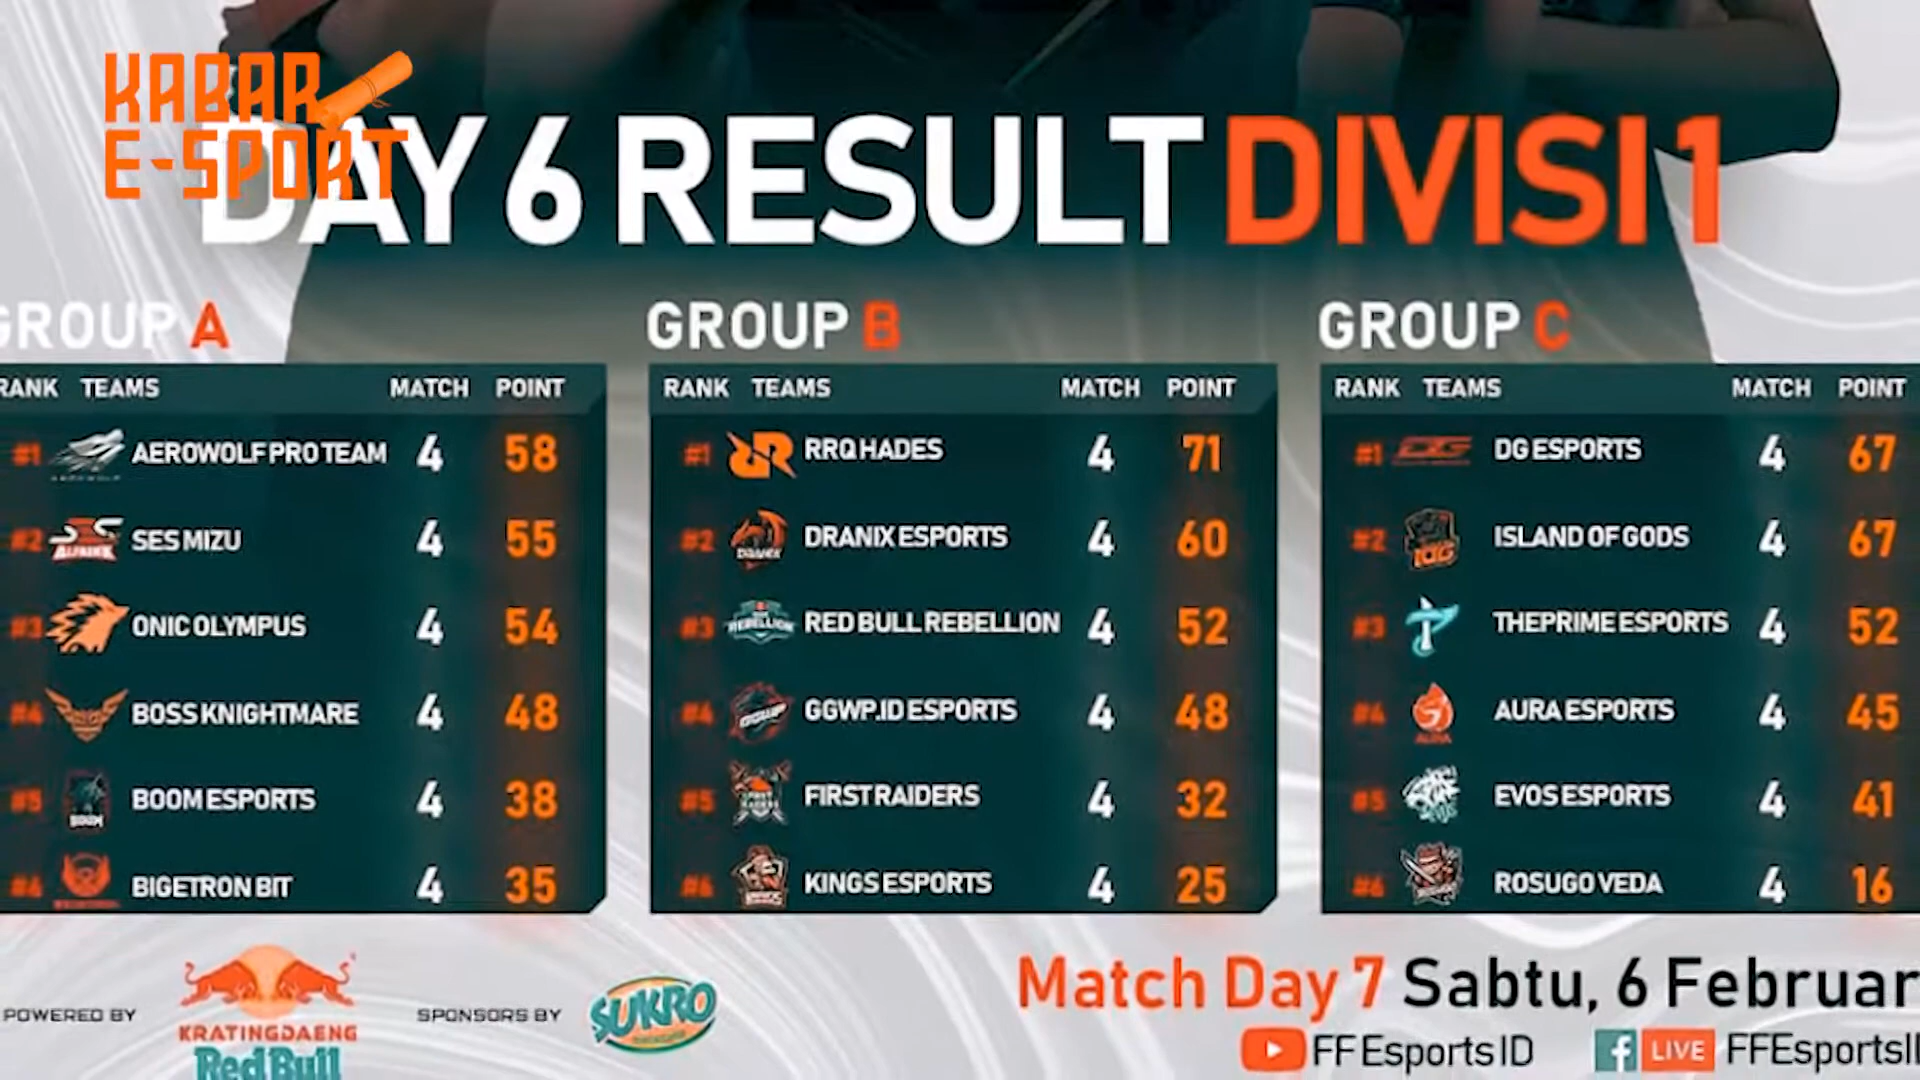 KABAR
E-SPORT
DAY 6 RESULT DIVISI 1
GROUP A
RANK TEAMS MATCH POINT
#1 AEROWOLF PRO TEAM 4 58
#2 SES MIZU 4 55
#3 ONIC OLYMPUS 4 54
#4 BOSS KNIGHTMARE 4 48
#5 BOOM ESPORTS 4 38
#6 BIGETRON BIT 4 35
GROUP B
RANK TEAMS MATCH POINT
#1 RRQ HADES 4 71
#2 DRANIX ESPORTS 4 60
#3 RED BULL REBELLION 4 52
#4 GGWP.ID ESPORTS 4 48
#5 FIRST RAIDERS 4 32
#6 KINGS ESPORTS 4 25
GROUP C
RANK TEAMS MATCH POINT
#1 DG ESPORTS 4 67
#2 ISLAND OF GODS 4 67
#3 THEPRIME ESPORTS 4 52
#4 AURA ESPORTS 4 45
#5 EVOS ESPORTS 4 41
#6 ROSUGO VEDA 4 16
POWERED BY
KRATINGDAENG
Red Bull
SPONSORS BY
SUKRO
Match Day 7 Sabtu, 6 Februar
FF Esports ID
LIVE FFEsportsI